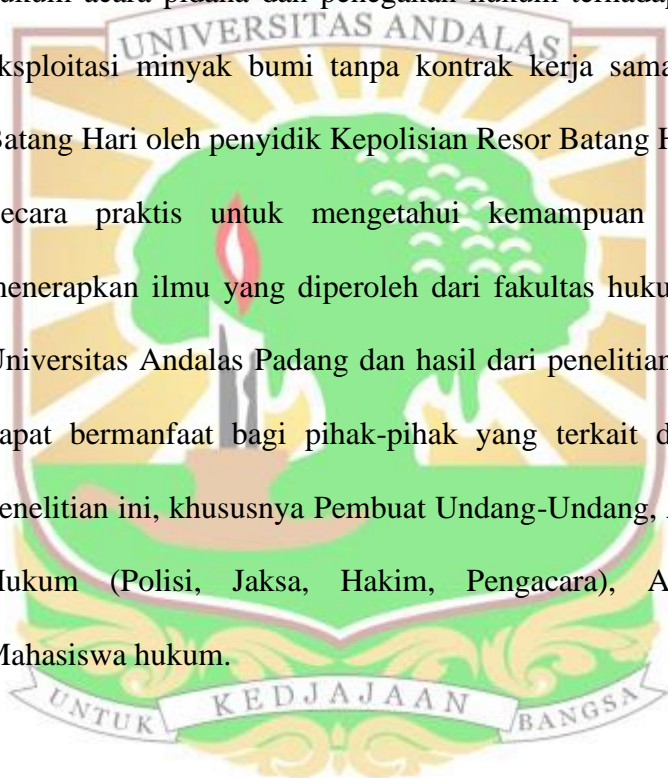 UNIVERSITAS ANDALAS
hukum acara pidana dan penegakan hukum terhadap
eksploitasi minyak bumi tanpa kontrak kerja sama
Batang Hari oleh penyidik Kepolisian Resor Batang H
secara praktis untuk mengetahui kemampuan
menerapkan ilmu yang diperoleh dari fakultas huku
Universitas Andalas Padang dan hasil dari penelitian
dapat bermanfaat bagi pihak-pihak yang terkait d
penelitian ini, khususnya Pembuat Undang-Undang,
Hukum (Polisi, Jaksa, Hakim, Pengacara), A
Mahasiswa hukum.
UNTUK KEDJAJAAN BANGSA